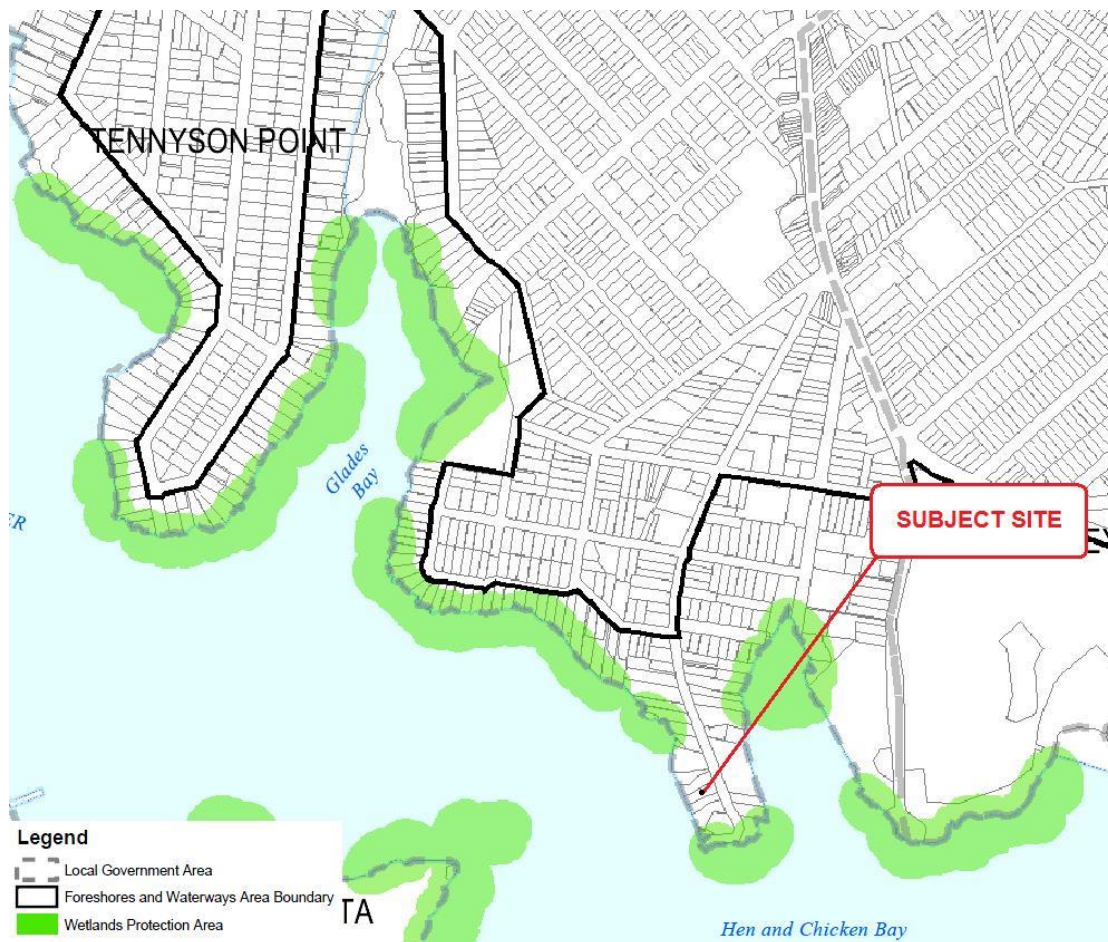 TENNYSON POINT
Glades
Bay
SUBJECT SITE
Legend
Local Government Area
Foreshores and Waterways Area Boundary
Wetlands Protection Area
TA
Hen and Chicken Bay